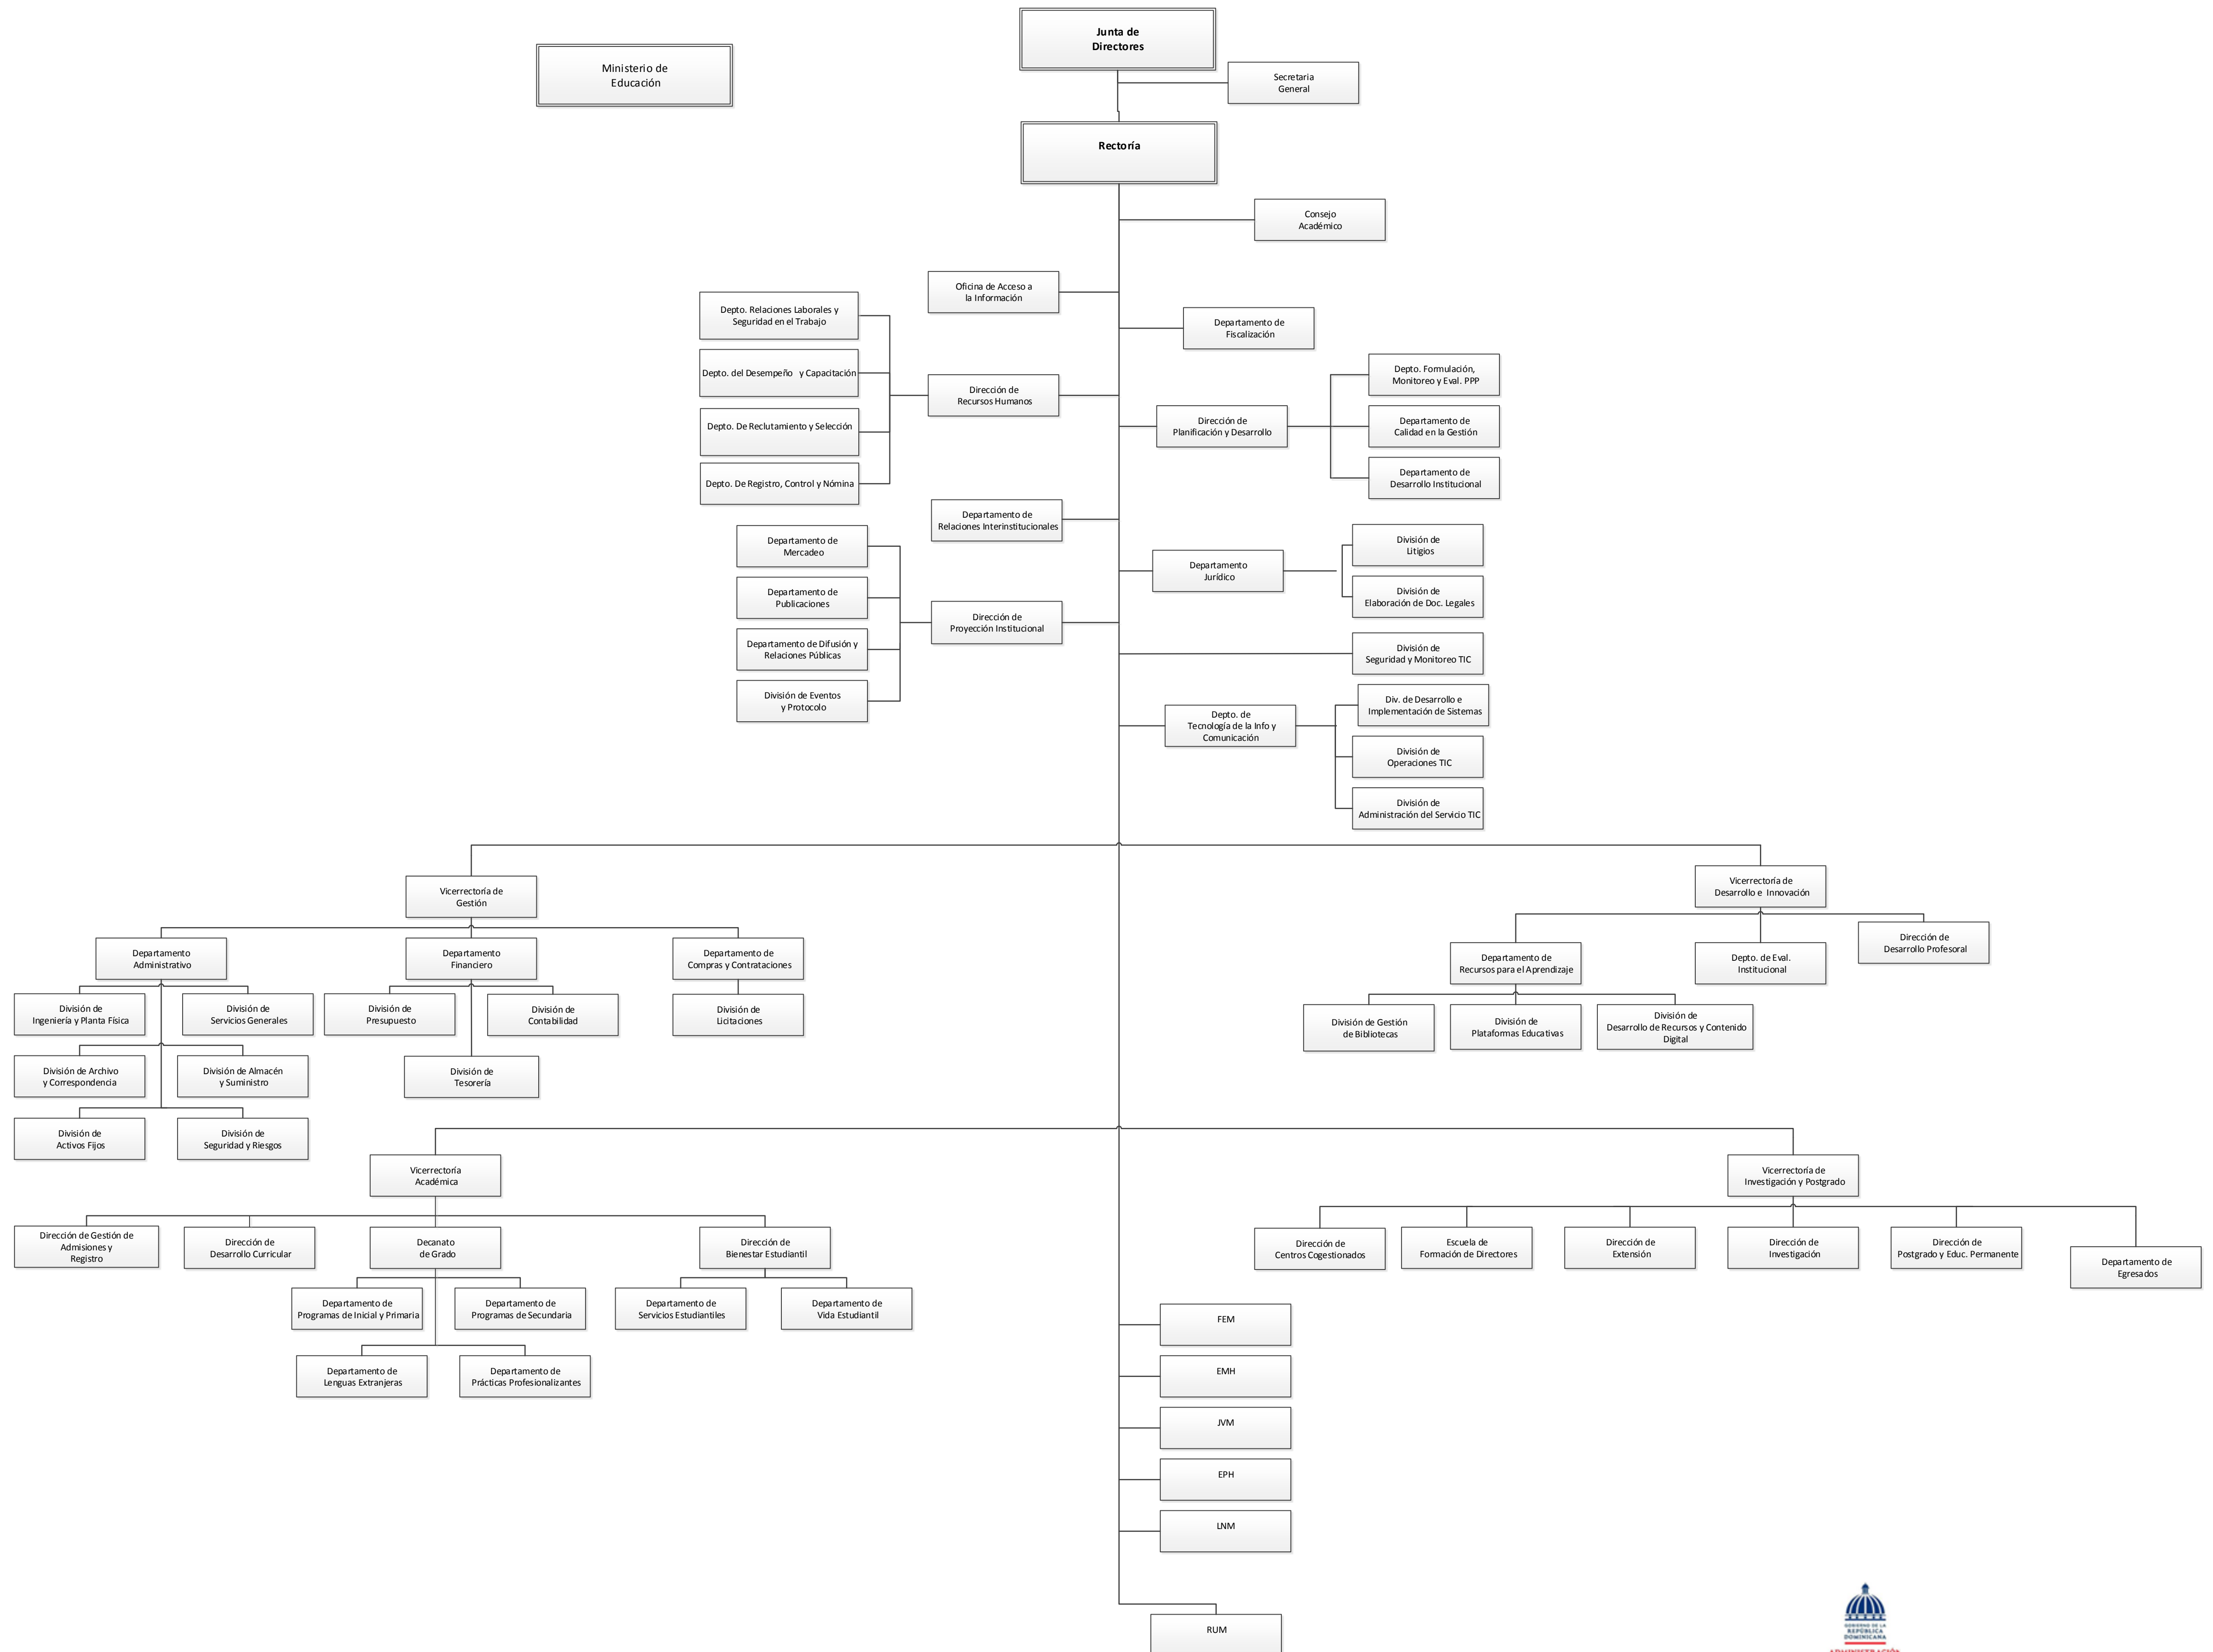 Junta de
Directores
Ministerio de
Educación
Secretaria
General
Rectoría
Consejo
Académico
Oficina de Acceso a
la Información
Depto. Relaciones Laborales y
Seguridad en el Trabajo
Departamento de
Fiscalización
Depto. del Desempeño y Capacitación
Dirección de
Recursos Humanos
Depto. Formulación,
Monitoreo y Eval. PPP
Dirección de
Planificación y Desarrollo
Departamento de
Calidad en la Gestión
Depto. De Reclutamiento y Selección
Departamento de
Desarrollo Institucional
Depto. De Registro, Control y Nómina
Departamento de
Relaciones Interinstitucionales
Departamento de
Mercadeo
División de
Litigios
Departamento
Jurídico
Departamento de
Publicaciones
División de
Elaboración de Doc. Legales
Dirección de
Proyección Institucional
Departamento de Difusión y
Relaciones Públicas
División de
Seguridad y Monitoreo TIC
División de Eventos
y Protocolo
Div. de Desarrollo e
Implementación de Sistemas
Depto. de
Tecnología de la Info y
Comunicación
División de
Operaciones TIC
División de
Administración del Servicio TIC
Vicerrectoría de
Gestión
Vicerrectoría de
Desarrollo e Innovación
Departamento
Administrativo
Departamento
Financiero
Departamento de
Compras y Contrataciones
Departamento de
Recursos para el Aprendizaje
Depto. de Eval.
Institucional
Dirección de
Desarrollo Profesoral
División de
Ingeniería y Planta Física
División de
Servicios Generales
División de
Presupuesto
División de
Contabilidad
División de
Licitaciones
División de Gestión
de Bibliotecas
División de
Plataformas Educativas
División de
Desarrollo de Recursos y Contenido
Digital
División de Archivo
y Correspondencia
División de Almacén
y Suministro
División de
Tesorería
División de
Activos Fijos
División de
Seguridad y Riesgos
Vicerrectoría
Académica
Vicerrectoría de
Investigación y Postgrado
Dirección de Gestión de
Admisiones y
Registro
Dirección de
Desarrollo Curricular
Decanato
de Grado
Dirección de
Bienestar Estudiantil
Dirección de
Centros Cogestionados
Escuela de
Formación de Directores
Dirección de
Extensión
Dirección de
Investigación
Dirección de
Postgrado y Educ. Permanente
Departamento de
Egresados
Departamento de
Programas de Inicial y Primaria
Departamento de
Programas de Secundaria
Departamento de
Servicios Estudiantiles
Departamento de
Vida Estudiantil
Departamento de
Lenguas Extranjeras
Departamento de
Prácticas Profesionalizantes
FEM
EMH
JVM
EPH
LNM
RUM
GOBIERNO DE LA
REPÚBLICA
DOMINICANA